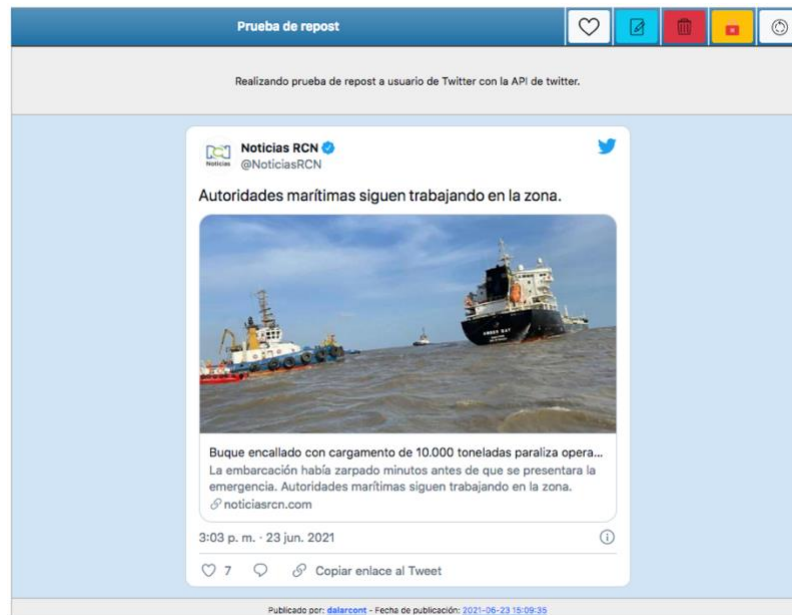 Prueba de repost
Realizando prueba de repost a usuario de Twitter con la API de twitter.
Noticias RCN
Noticias
@NoticiasRCN
Autoridades marítimas siguen trabajando en la zona.
Buque encallado con cargamento de 10.000 toneladas paraliza opera...
La embarcación había zarpado minutos antes de que se presentara la
emergencia. Autoridades marítimas siguen trabajando en la zona.
noticiasrcn.com
3:03 p. m. · 23 jun. 2021
7
Copiar enlace al Tweet
Publicado por: dalarcont - Fecha de publicación: 2021-06-23 15:09:35